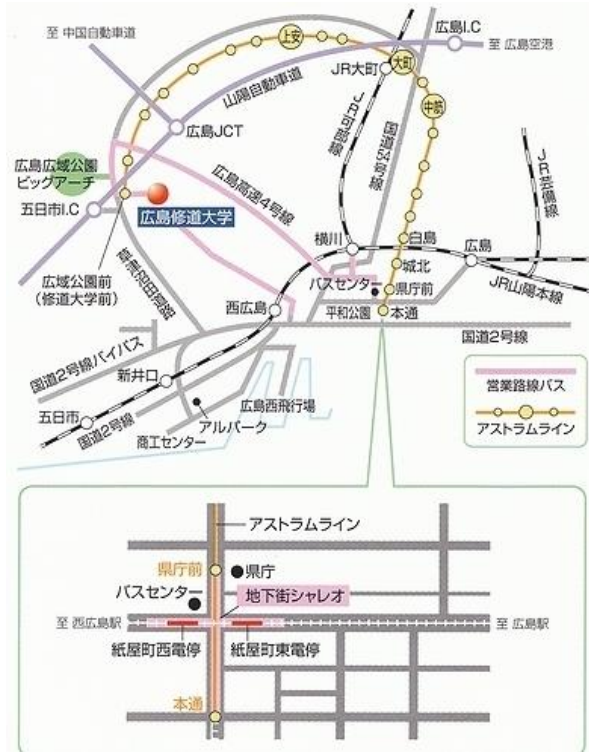 至 中国自動車道
上安
広島I.C
至 広島空港
JR大町
大町
山陽自動車道
中筋
JR可部線
国道54号線
広島JCT
広島広域公園
ビッグアーチ
広島高速4号線
JR芸備線
五日市I.C
広島修道大学
横川
白島
広島
広域公園前
(修道大学前)
草津沼田道路
城北
バスセンター
県庁前
JR山陽本線
西広島
平和公園
本通
国道2号線
国道2号線バイパス
新井口
営業路線バス
五日市
国道2号線
広島西飛行場
アストラムライン
アルパーク
商工センター
アストラムライン
県庁前
県庁
バスセンター
地下街シャレオ
至 西広島駅
至 広島駅
紙屋町西電停
紙屋町東電停
本通